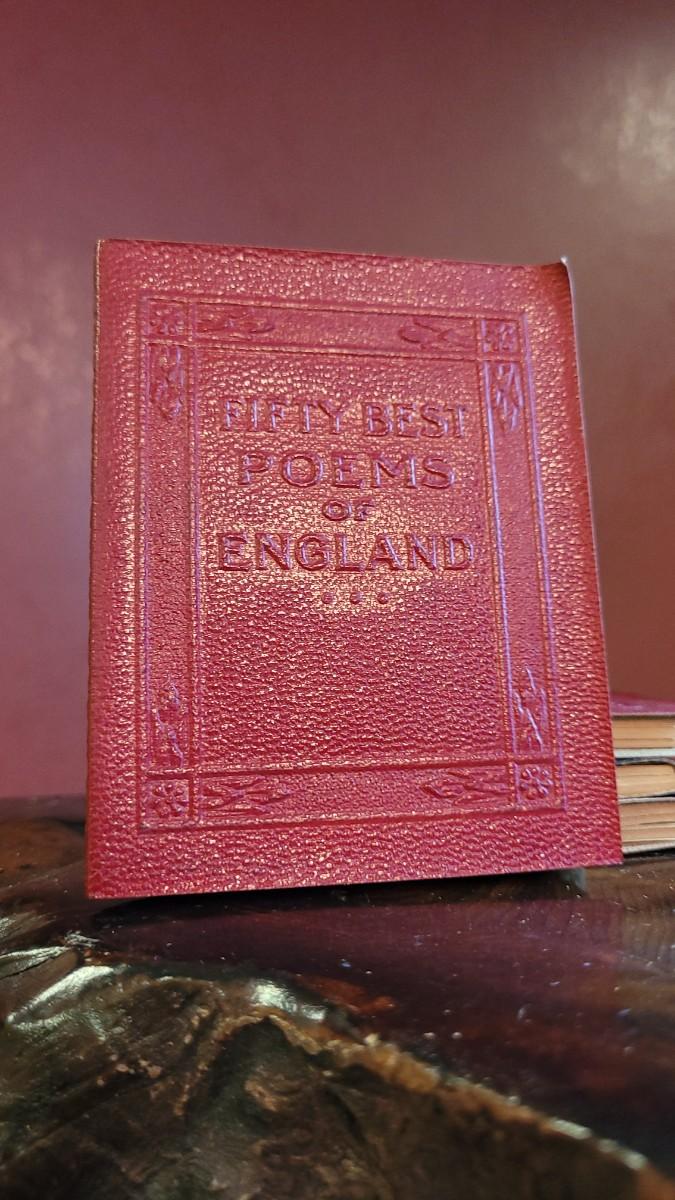 FIFTY BEST
POEMS
OF
ENGLAND